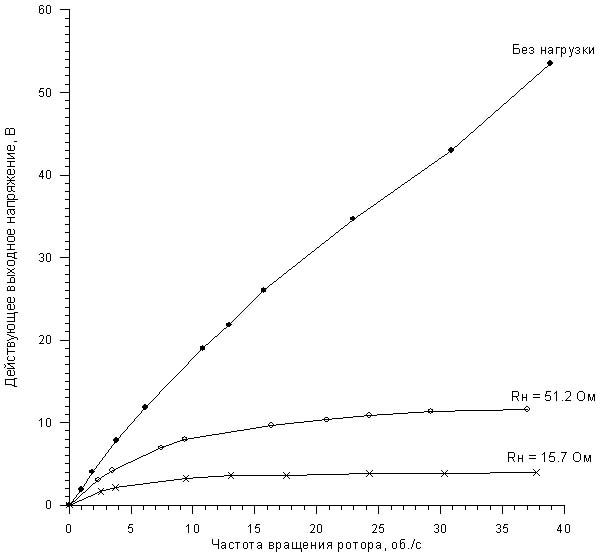 60
Без нагрузки
50
Действующее выходное напряжение, В
40
30
20
Rн = 51.2 Ом
10
Rн = 15.7 Ом
0
0 5 10 15 20 25 30 35 40
Частота вращения ротора, об./с